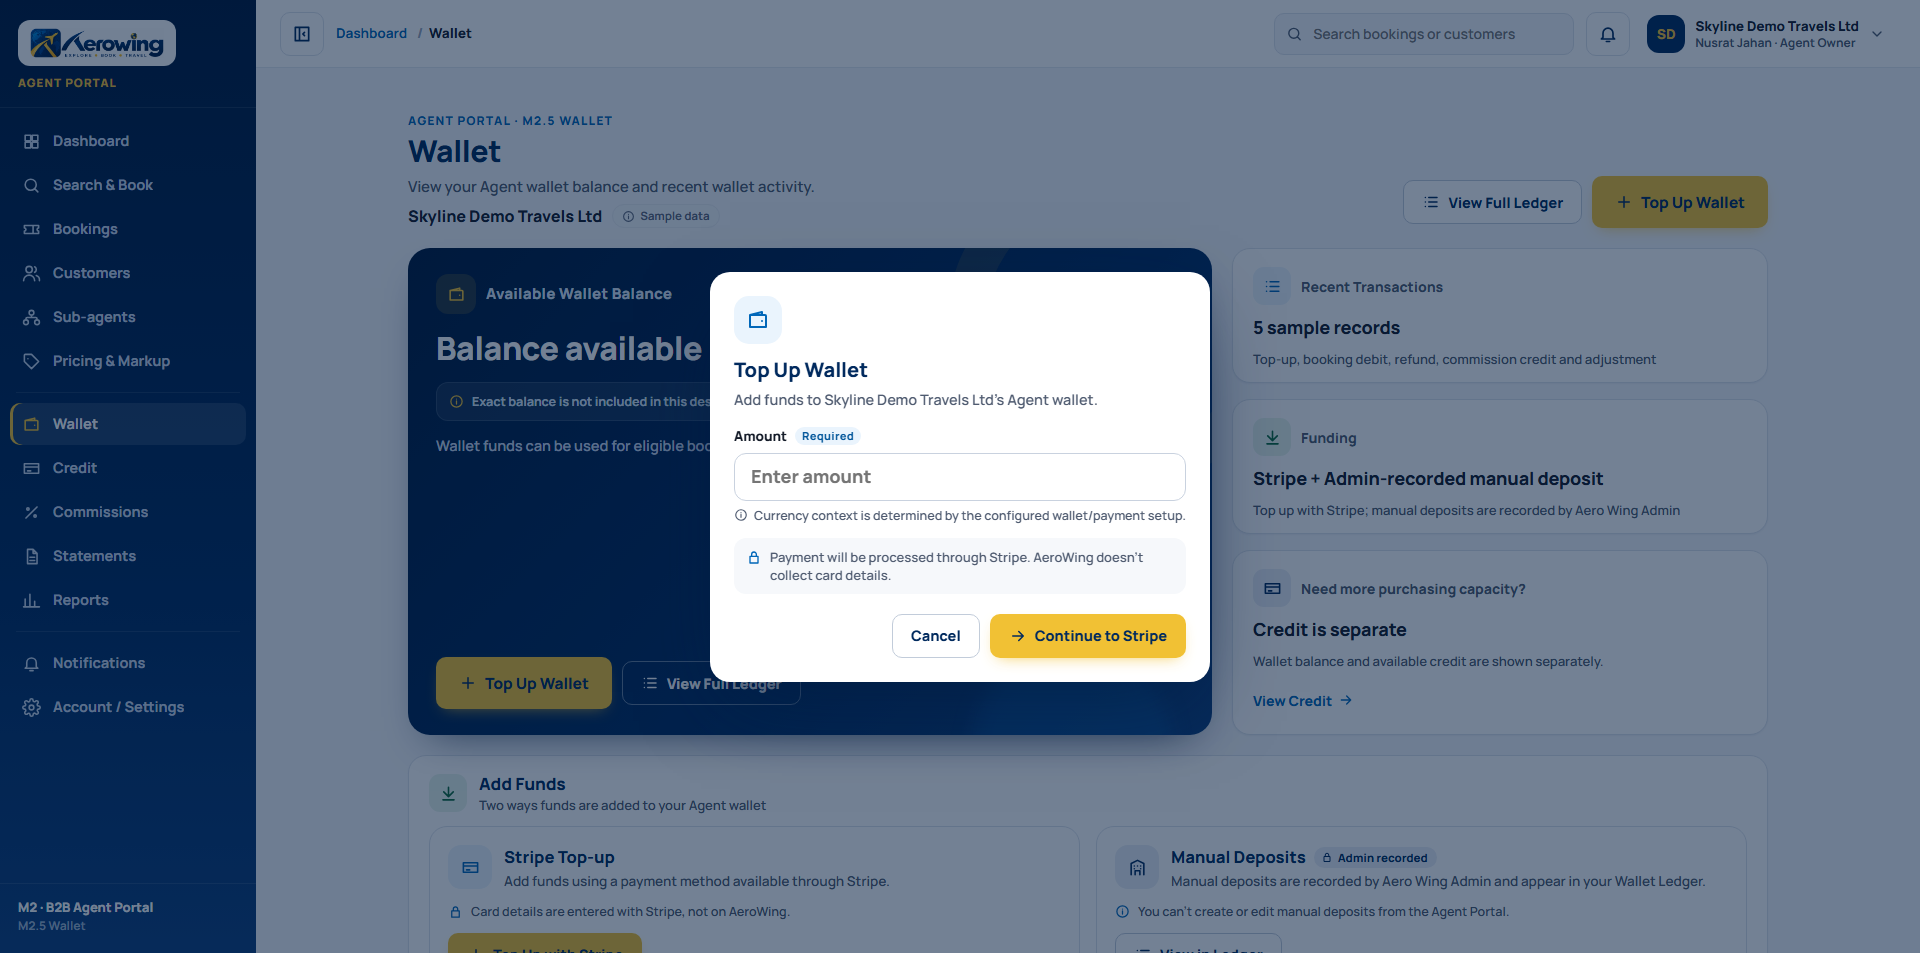 Aerowing
EXPLORE • BOOK • TRAVEL
AGENT PORTAL
Dashboard
Search & Book
Bookings
Customers
Sub-agents
Pricing & Markup
Wallet
Credit
Commissions
Statements
Reports
Notifications
Account / Settings
M2 · B2B Agent Portal
M2.5 Wallet
Dashboard / Wallet
Search bookings or customers
SD
Skyline Demo Travels Ltd
Nusrat Jahan · Agent Owner
AGENT PORTAL · M2.5 WALLET
Wallet
View your Agent wallet balance and recent wallet activity.
Skyline Demo Travels Ltd
Sample data
View Full Ledger
Top Up Wallet
Available Wallet Balance
Balance available
Exact balance is not included in this des
Wallet funds can be used for eligible boo
Top Up Wallet
View Full Ledger
Top Up Wallet
Add funds to Skyline Demo Travels Ltd's Agent wallet.
Amount Required
Enter amount
Currency context is determined by the configured wallet/payment setup.
Payment will be processed through Stripe. AeroWing doesn't
collect card details.
Cancel
Continue to Stripe
Recent Transactions
5 sample records
Top-up, booking debit, refund, commission credit and adjustment
Funding
Stripe + Admin-recorded manual deposit
Top up with Stripe; manual deposits are recorded by Aero Wing Admin
Need more purchasing capacity?
Credit is separate
Wallet balance and available credit are shown separately.
View Credit
Add Funds
Two ways funds are added to your Agent wallet
Stripe Top-up
Add funds using a payment method available through Stripe.
Card details are entered with Stripe, not on AeroWing.
Top Up with Stripe
Manual Deposits
Admin recorded
Manual deposits are recorded by Aero Wing Admin and appear in your Wallet Ledger.
You can't create or edit manual deposits from the Agent Portal.
View in Ledger